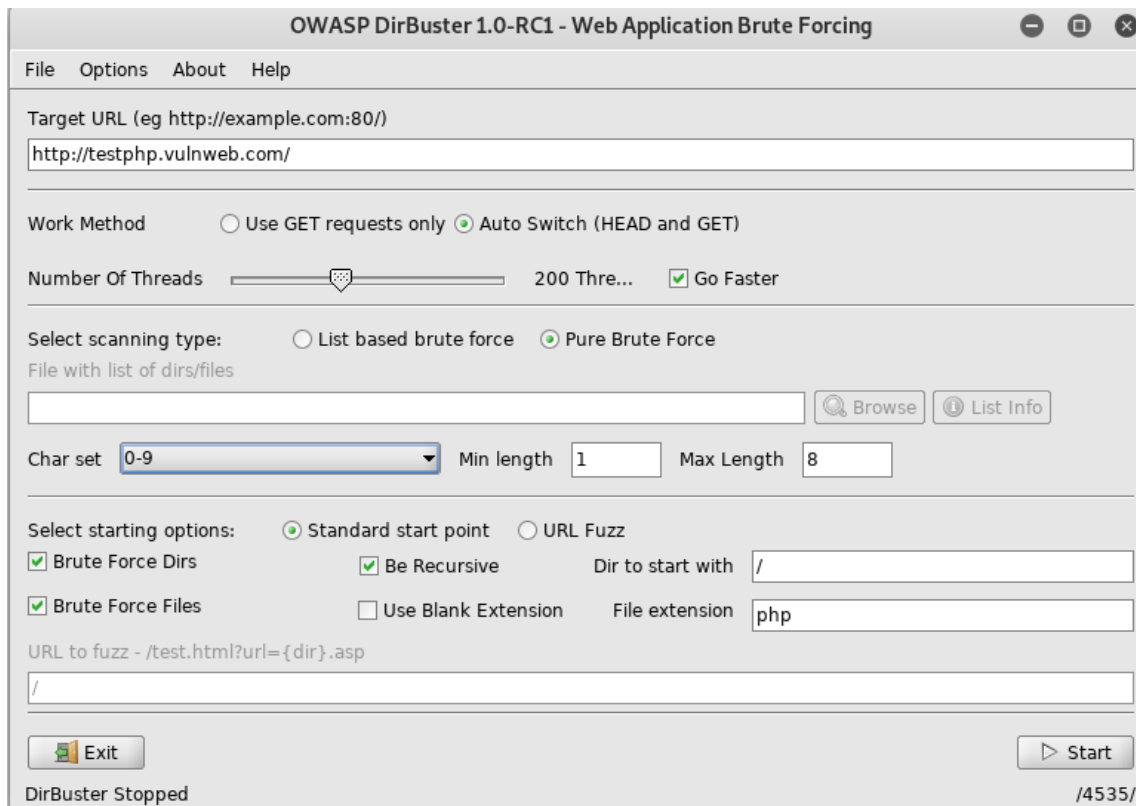 OWASP DirBuster 1.0-RC1 - Web Application Brute Forcing
File Options About Help
Target URL (eg http://example.com:80/)
http://testphp.vulnweb.com/
Work Method Use GET requests only Auto Switch (HEAD and GET)
Number Of Threads 200 Thre... Go Faster
Select scanning type: List based brute force Pure Brute Force
File with list of dirs/files
Browse List Info
Char set 0-9 Min length 1 Max Length 8
Select starting options: Standard start point URL Fuzz
Brute Force Dirs Be Recursive Dir to start with /
Brute Force Files Use Blank Extension File extension php
URL to fuzz - /test.html?url={dir}.asp
/
Exit Start
DirBuster Stopped /4535/